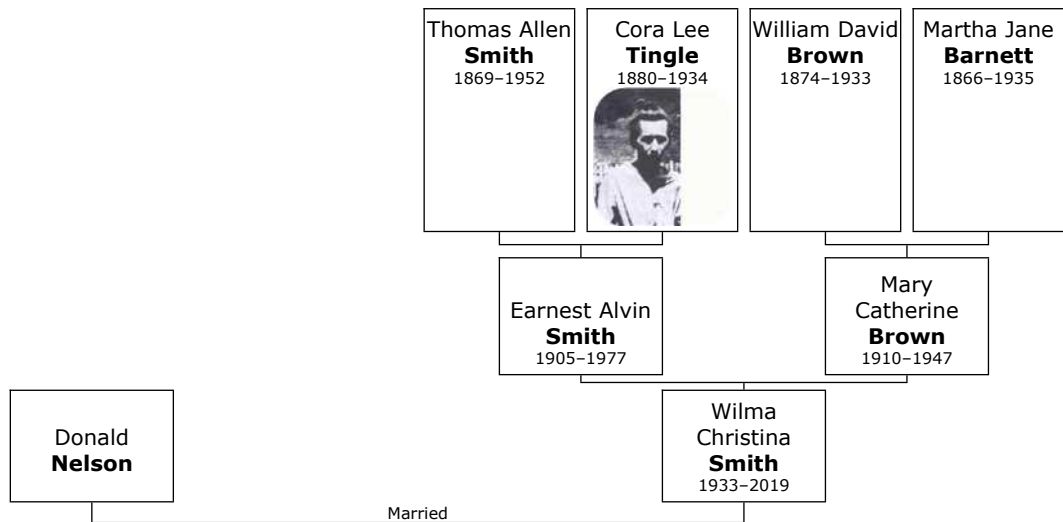 Thomas Allen
Smith
1869–1952
Cora Lee
Tingle
1880–1934
William David
Brown
1874–1933
Martha Jane
Barnett
1866–1935
Earnest Alvin
Smith
1905–1977
Mary
Catherine
Brown
1910–1947
Donald
Nelson
Wilma
Christina
Smith
1933–2019
Married